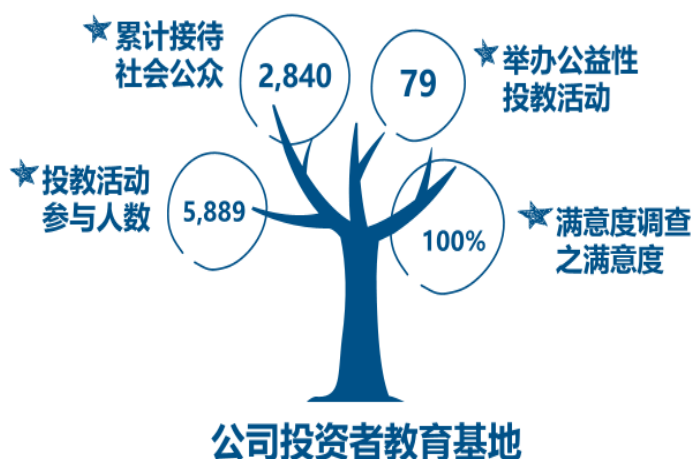 累计接待
社会公众
2,840
79
举办公益性
投教活动
投教活动
参与人数
5,889
100%
满意度调查
之满意度
公司投资者教育基地